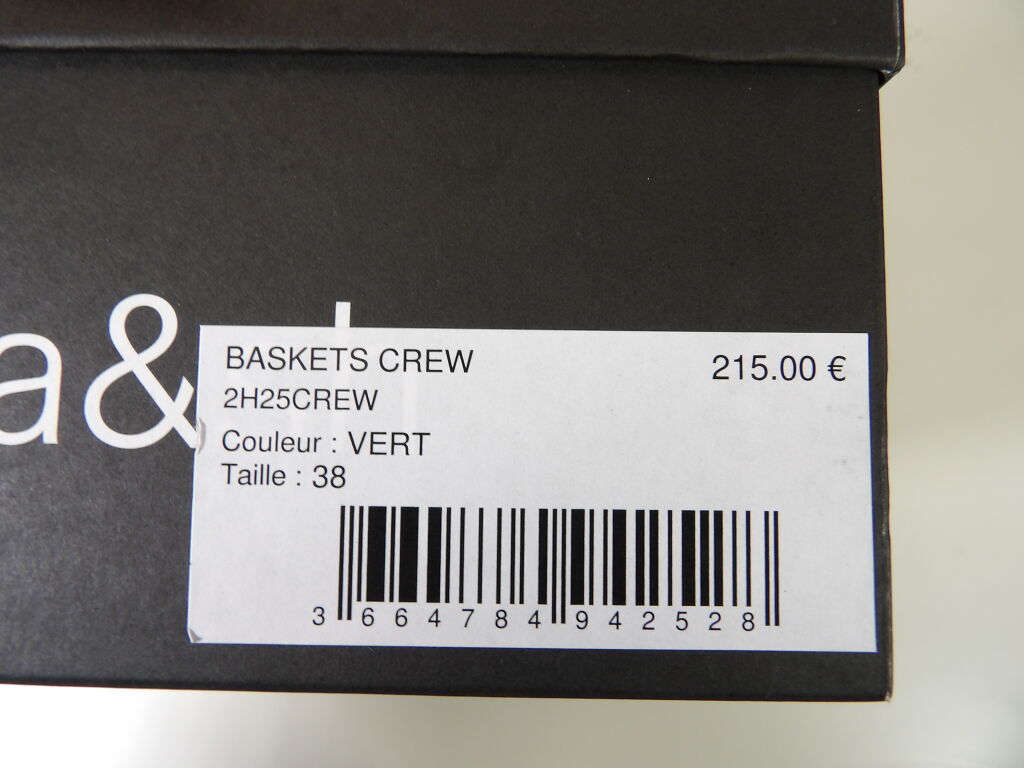 a&
BASKETS CREW 215.00 €
2H25CREW
Couleur : VERT
Taille : 38
3 664784 942528